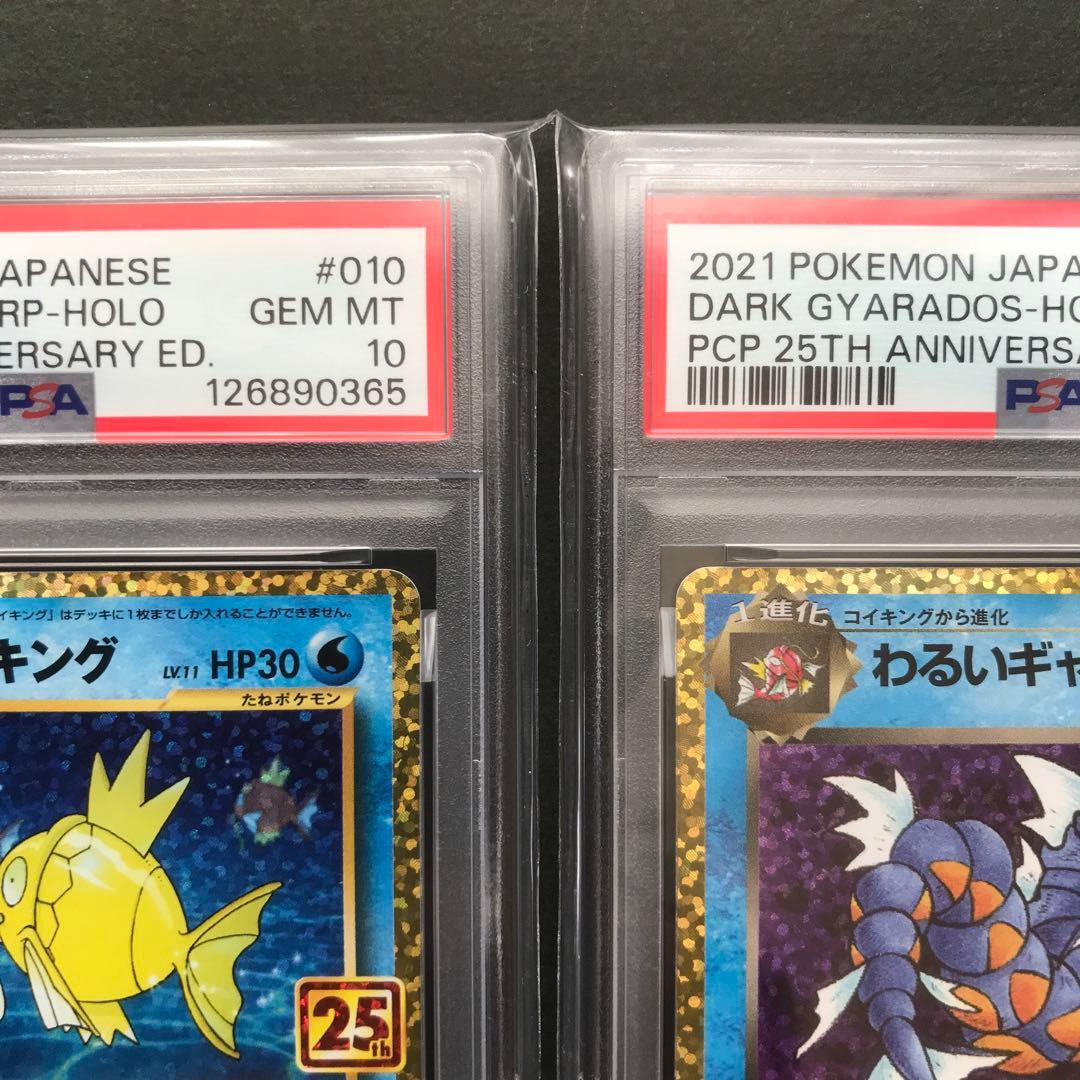 APANESE #010
RP-HOLO GEM MT
ERSARY ED. 10
PSA 126890365
イキング」はデッキに1枚までしか入れることができません。
キング LV.11 HP30
たねポケモン
25th
2021 POKEMON JAPA
DARK GYARADOS-HO
PCP 25TH ANNIVERSA
PSA
1進化 コイキングから進化
わるいギャ